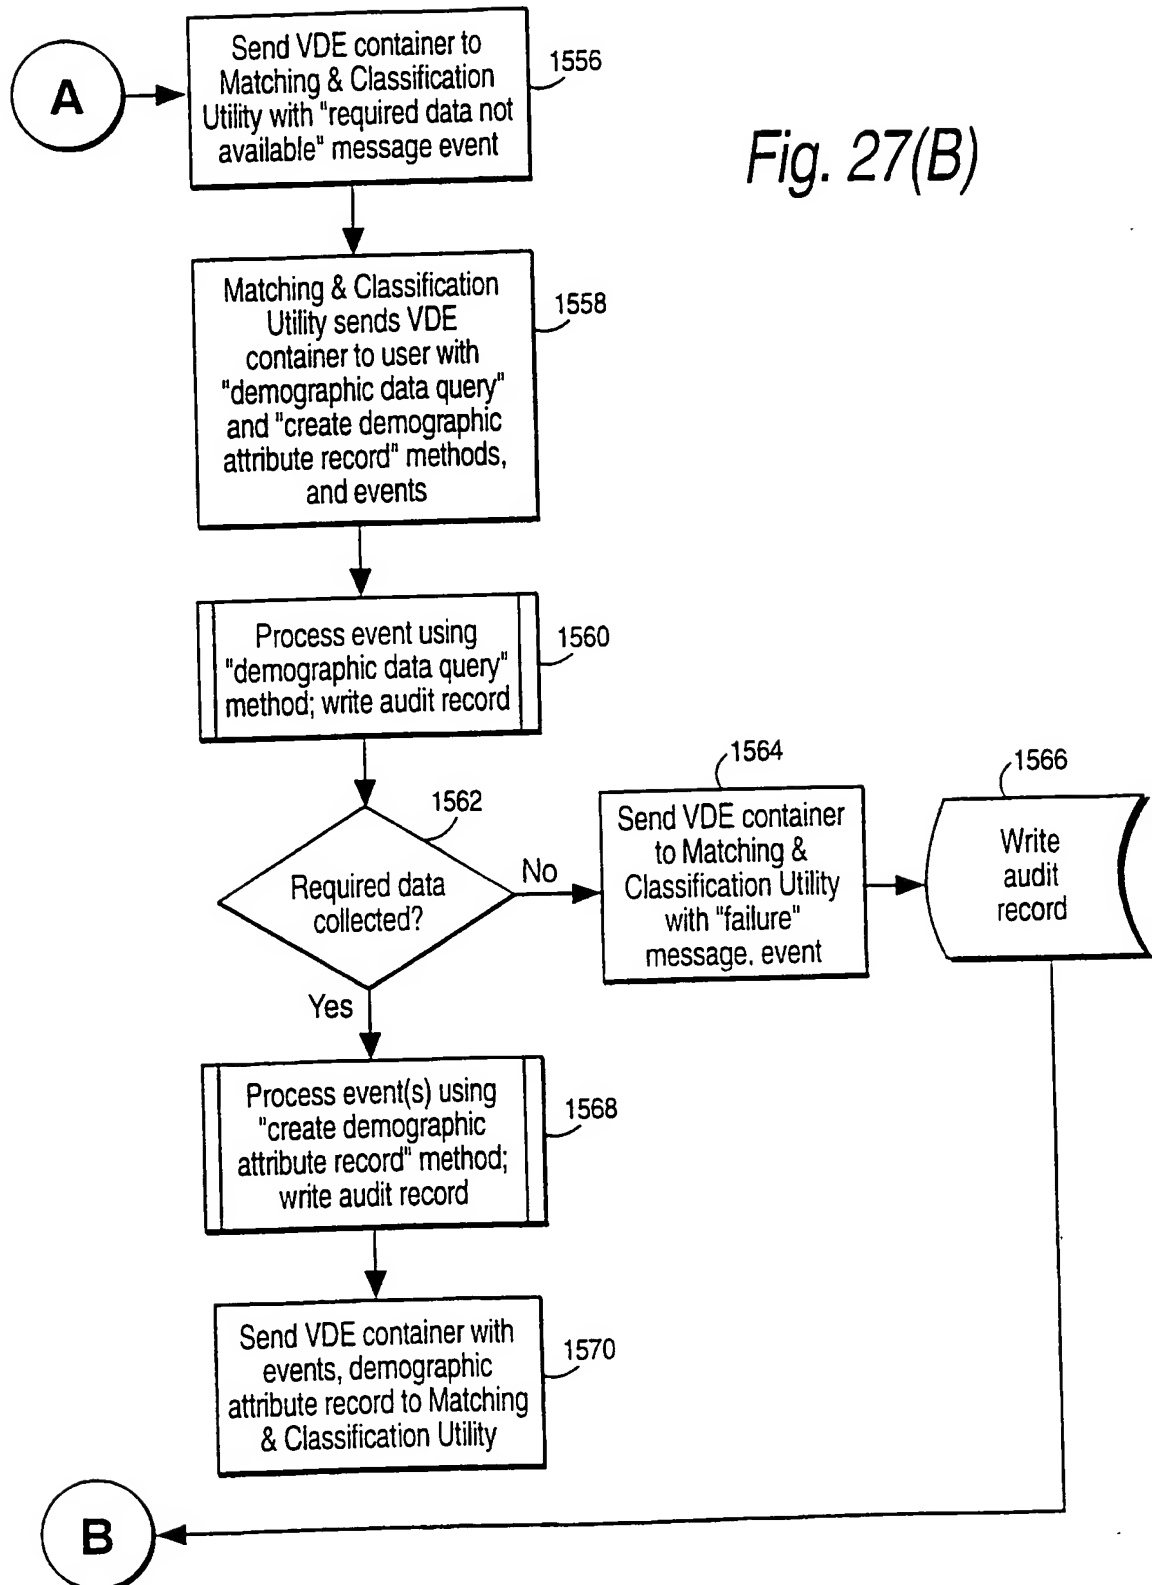 A
Send VDE container to
Matching & Classification
Utility with "required data not
available" message event
1556
Fig. 27(B)
Matching & Classification
Utility sends VDE
container to user with
"demographic data query"
and "create demographic
attribute record" methods,
and events
1558
Process event using
"demographic data query"
method; write audit record
1560
1562
Required data
collected?
No
Yes
1564
Send VDE container
to Matching &
Classification Utility
with "failure"
message. event
1566
Write
audit
record
Process event(s) using
"create demographic
attribute record" method;
write audit record
1568
Send VDE container with
events, demographic
attribute record to Matching
& Classification Utility
1570
B